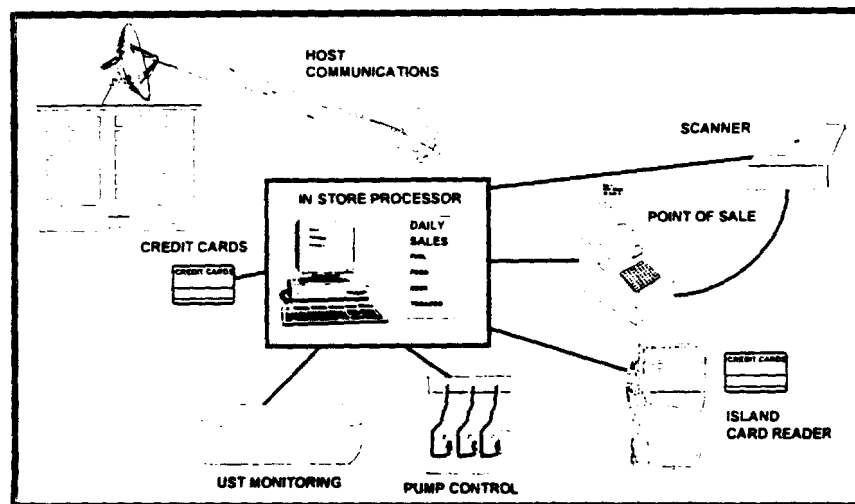 HOST
COMMUNICATIONS
SCANNER
IN STORE PROCESSOR
DAILY
SALES
POINT OF SALE
CREDIT CARDS
CREDIT CARDS
CREDIT CARDS
ISLAND
CARD READER
UST MONITORING
PUMP CONTROL